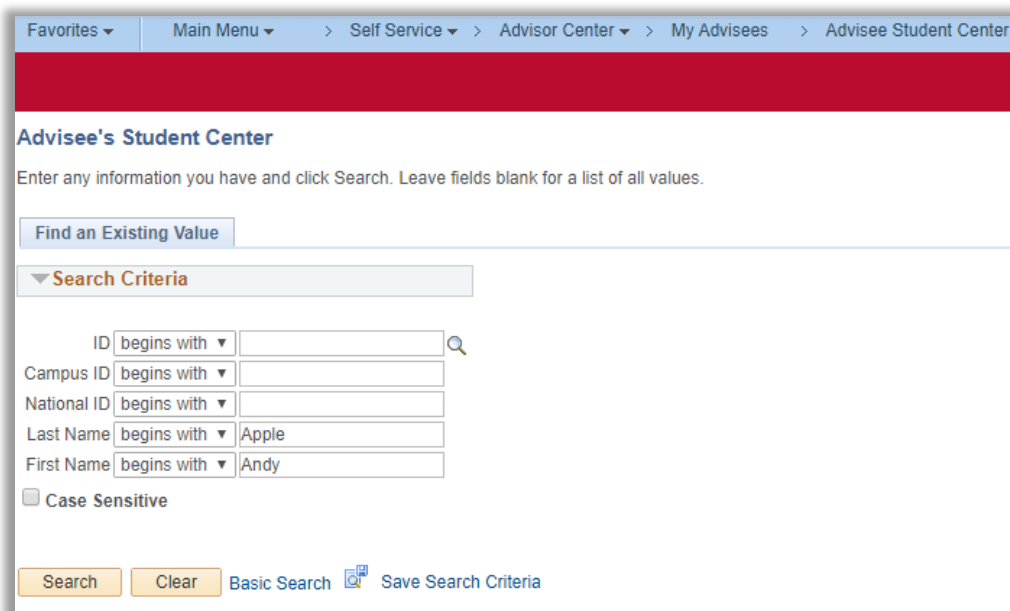 Favorites Main Menu > Self Service > Advisor Center > My Advisees > Advisee Student Center
Advisee's Student Center
Enter any information you have and click Search. Leave fields blank for a list of all values.
Find an Existing Value
Search Criteria
ID begins with
Campus ID begins with
National ID begins with
Last Name begins with Apple
First Name begins with Andy
Case Sensitive
Search Clear Basic Search Save Search Criteria